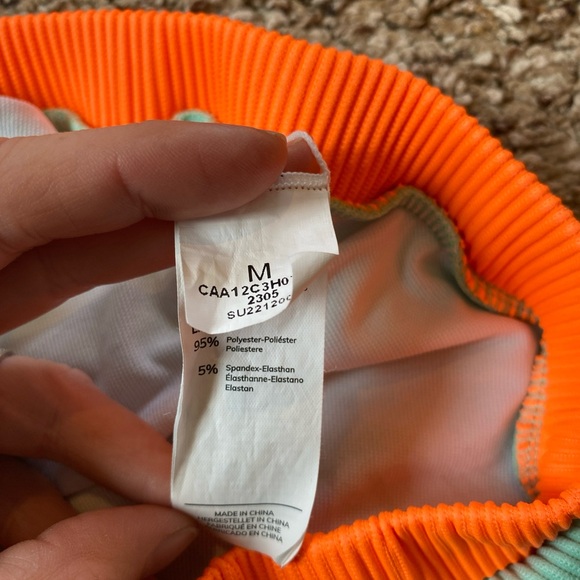 M
CAA12C3H0
2305
SU22120
95% Polyester-Poliéster
Poliestere
5% Spandex-Elasthan
Élasthanne-Elastano
Elastan
MADE IN CHINA
HERGESTELLT IN CHINA
FABRIQUÉ EN CHINE
FABRICADO EN CHINA